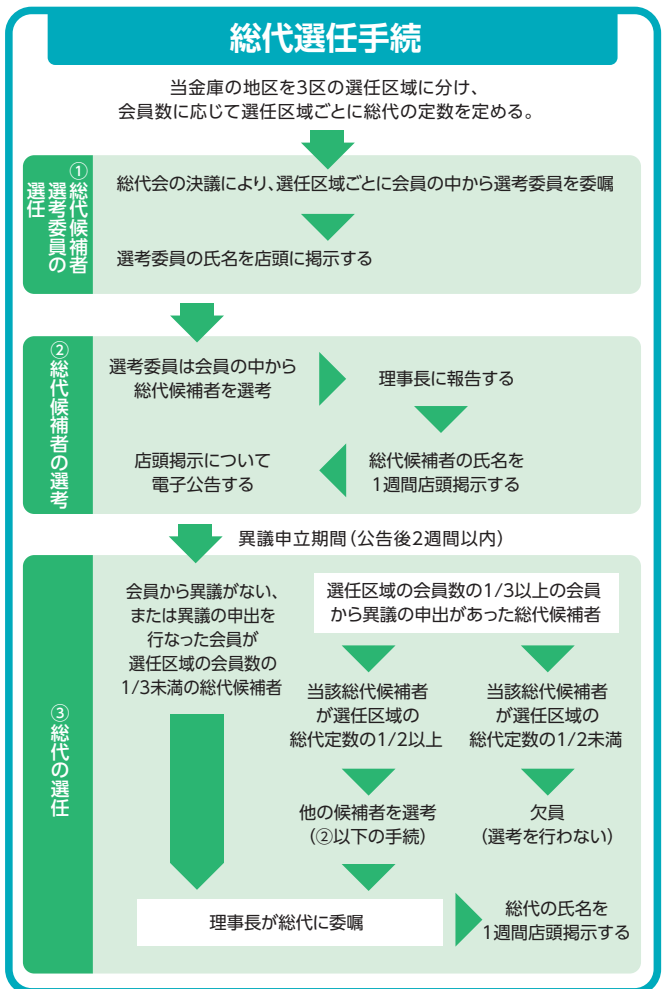 総代選任手続
当金庫の地区を3区の選任区域に分け、
会員数に応じて選任区域ごとに総代の定数を定める。
①総代候補者
選考委員の
選任
総代会の決議により、選任区域ごとに会員の中から選考委員を委嘱
選考委員の氏名を店頭に掲示する
②総代候補者の選考
選考委員は会員の中から
総代候補者を選考
理事長に報告する
総代候補者の氏名を
1週間店頭掲示する
店頭掲示について
電子公告する
異議申立期間（公告後2週間以内）
③総代の選任
会員から異議がない、
または異議の申出を
行なった会員が
選任区域の会員数の
1/3未満の総代候補者
選任区域の会員数の1/3以上の会員
から異議の申出があった総代候補者
当該総代候補者
が選任区域の
総代定数の1/2以上
当該総代候補者
が選任区域の
総代定数の1/2未満
他の候補者を選考
（②以下の手続）
欠員
（選考を行わない）
理事長が総代に委嘱
総代の氏名を
1週間店頭掲示する